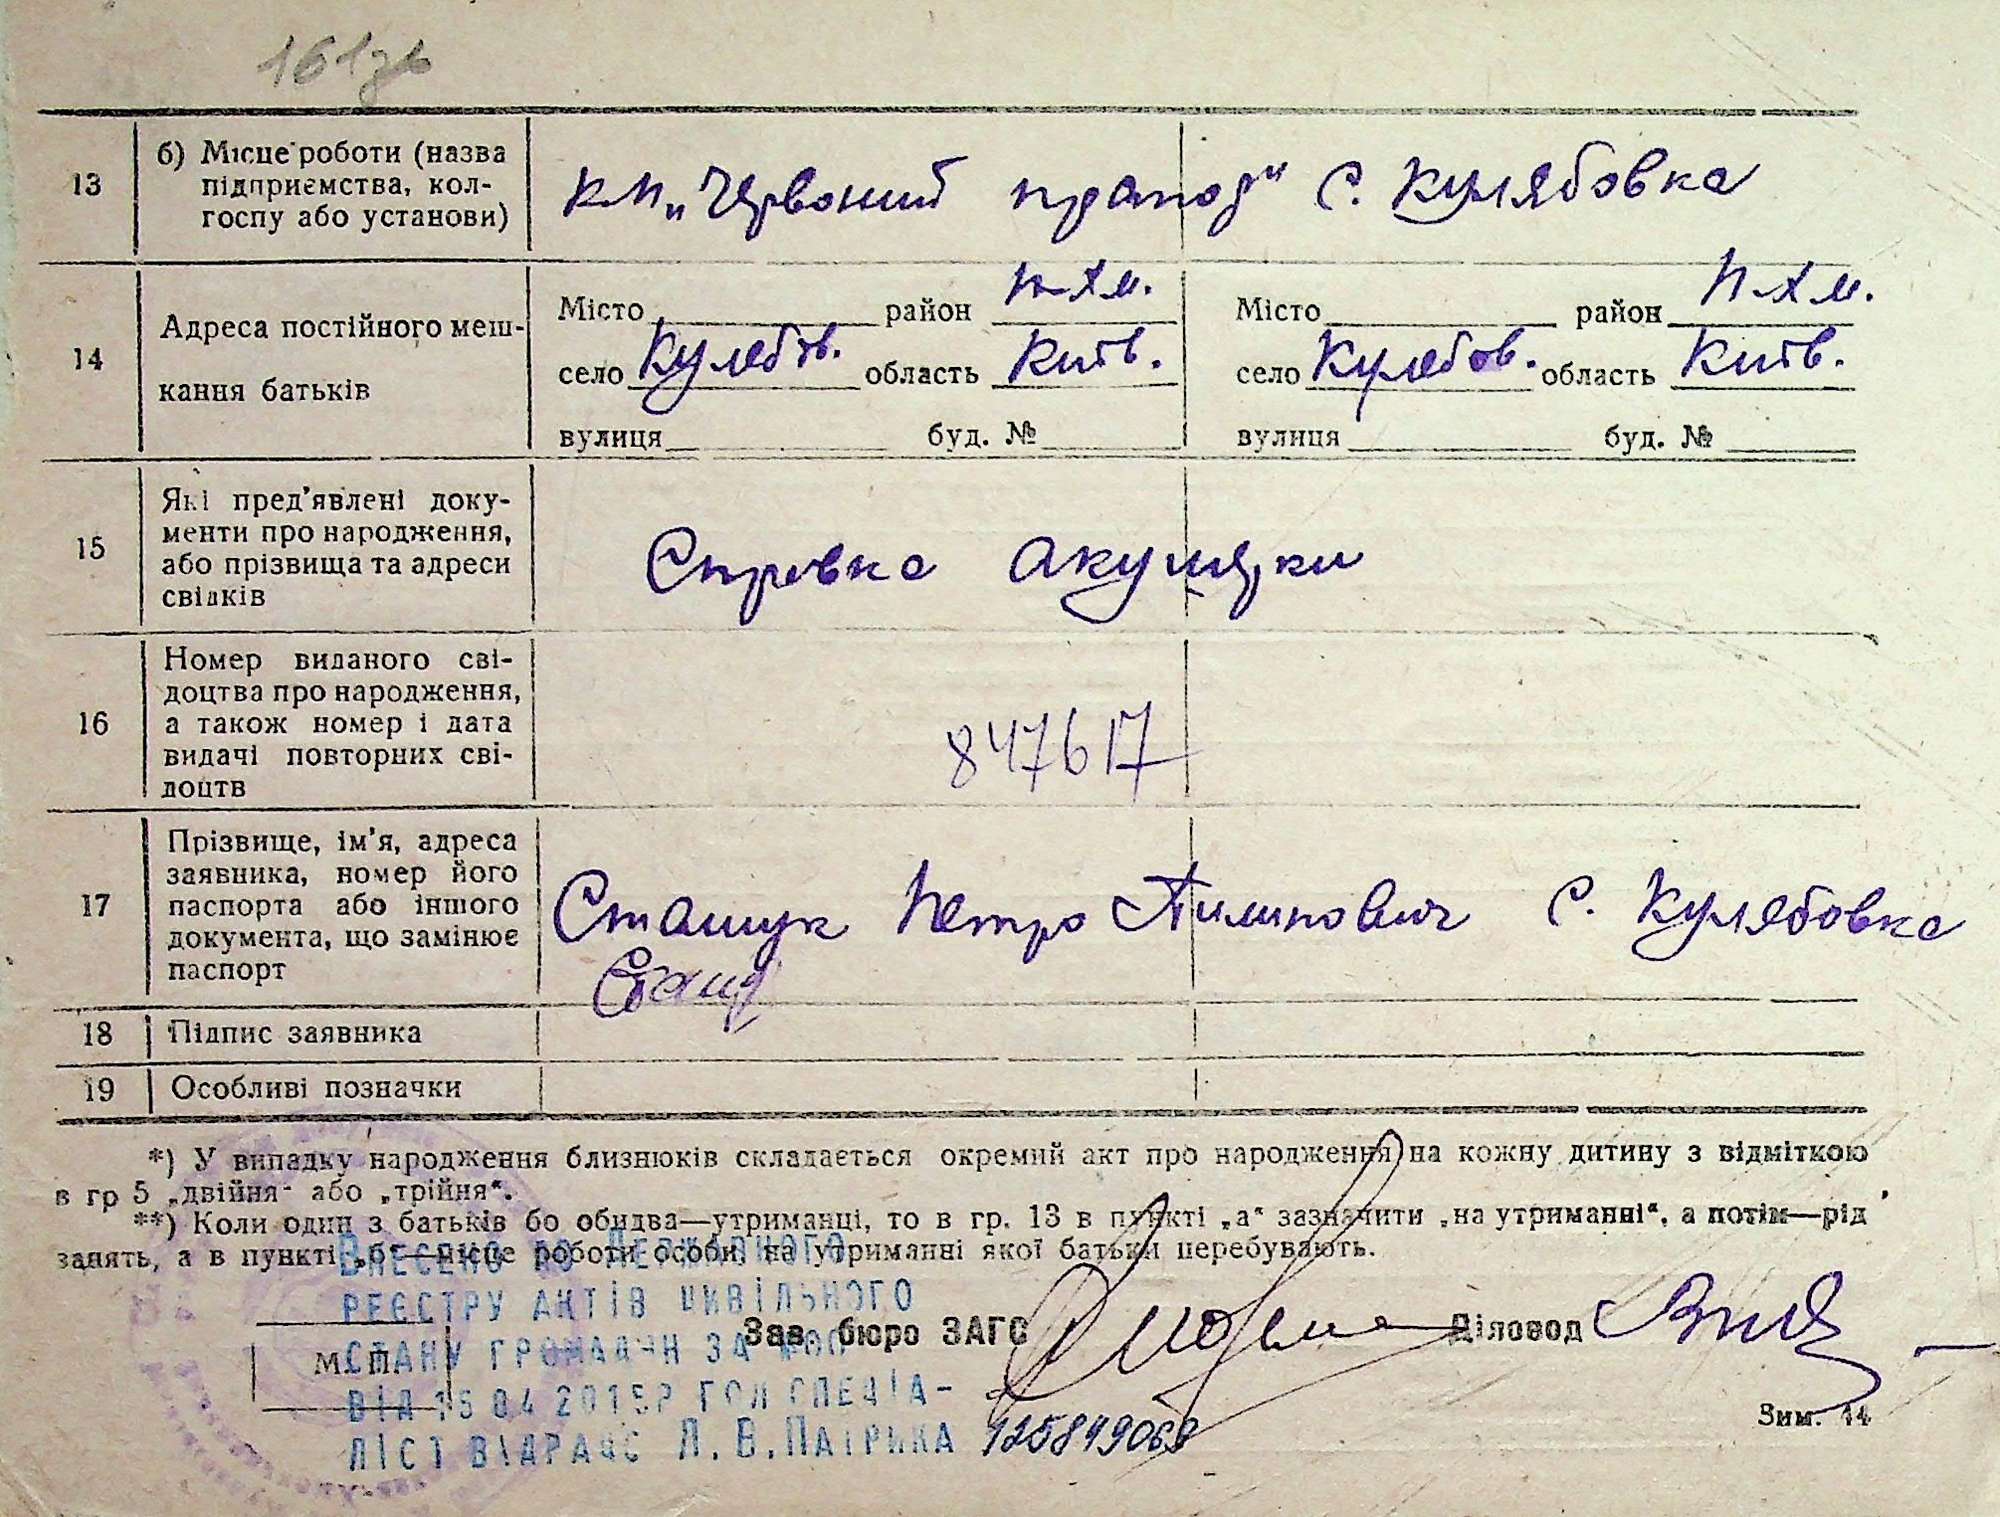 161зв
13 б) Місце роботи (назва
підприємства, кол-
госпу або установи)
"Червоний прапор" с. Кулябовка
14 Адреса постійного меш-
кання батьків
Місто район П-Хм. Місто район П-Хм.
село Кулябов. область Київ. село Кулябов. область Київ.
вулиця буд. № вулиця буд. №
15 Які пред'явлені доку-
менти про народження,
або прізвища та адреси
свідків
Справка акушерки
16 Номер виданого сві-
доцтва про народження,
а також номер і дата
видачі повторних сві-
доцтв
847617
17 Прізвище, ім'я, адреса
заявника, номер його
паспорта або іншого
документа, що замінює
паспорт
Сташук Петро Пилипович с. Кулябовка
18 Підпис заявника
19 Особливі позначки
*) У випадку народження близнюків складається окремий акт про народження на кожну дитину з відміткою
в гр 5 „двійня" або „трійня".
**) Коли один з батьків бо обидва—утриманці, то в гр. 13 в пункті „а" зазначити „на утриманні", а потім—рід
занять, а в пункті „б"—місце роботи особи, на утриманні якої батьки перебувають.
Внесено до Державного
реєстру актів цивільного
стану громадян за №00
від 15 04 2015р гол спеціа-
ліст відрацс Л. В. Патрика 125849068
М. П.
Зав. бюро ЗАГС Діловод
Зим. 44